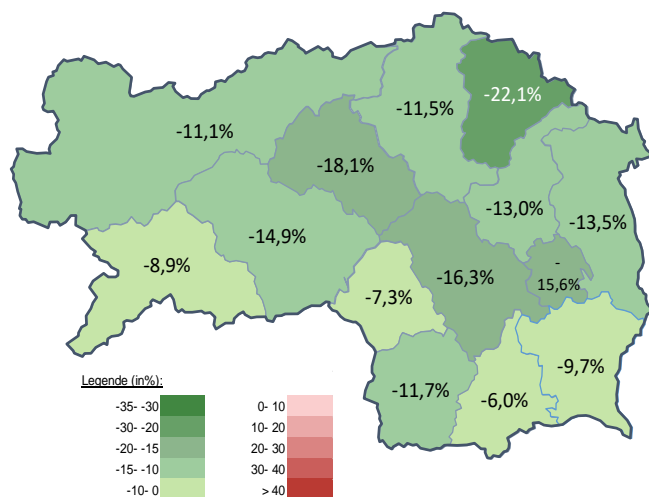 -22,1%
-11,5%
-11,1%
-18,1%
-13,0%
-13,5%
-14,9%
-8,9%
-16,3%
-
15,6%
-7,3%
-9,7%
-11,7%
-6,0%
Legende (in%):
-35- -30 0- 10
-30- -20 10- 20
-20- -15 20- 30
-15- -10 30- 40
-10- 0 > 40